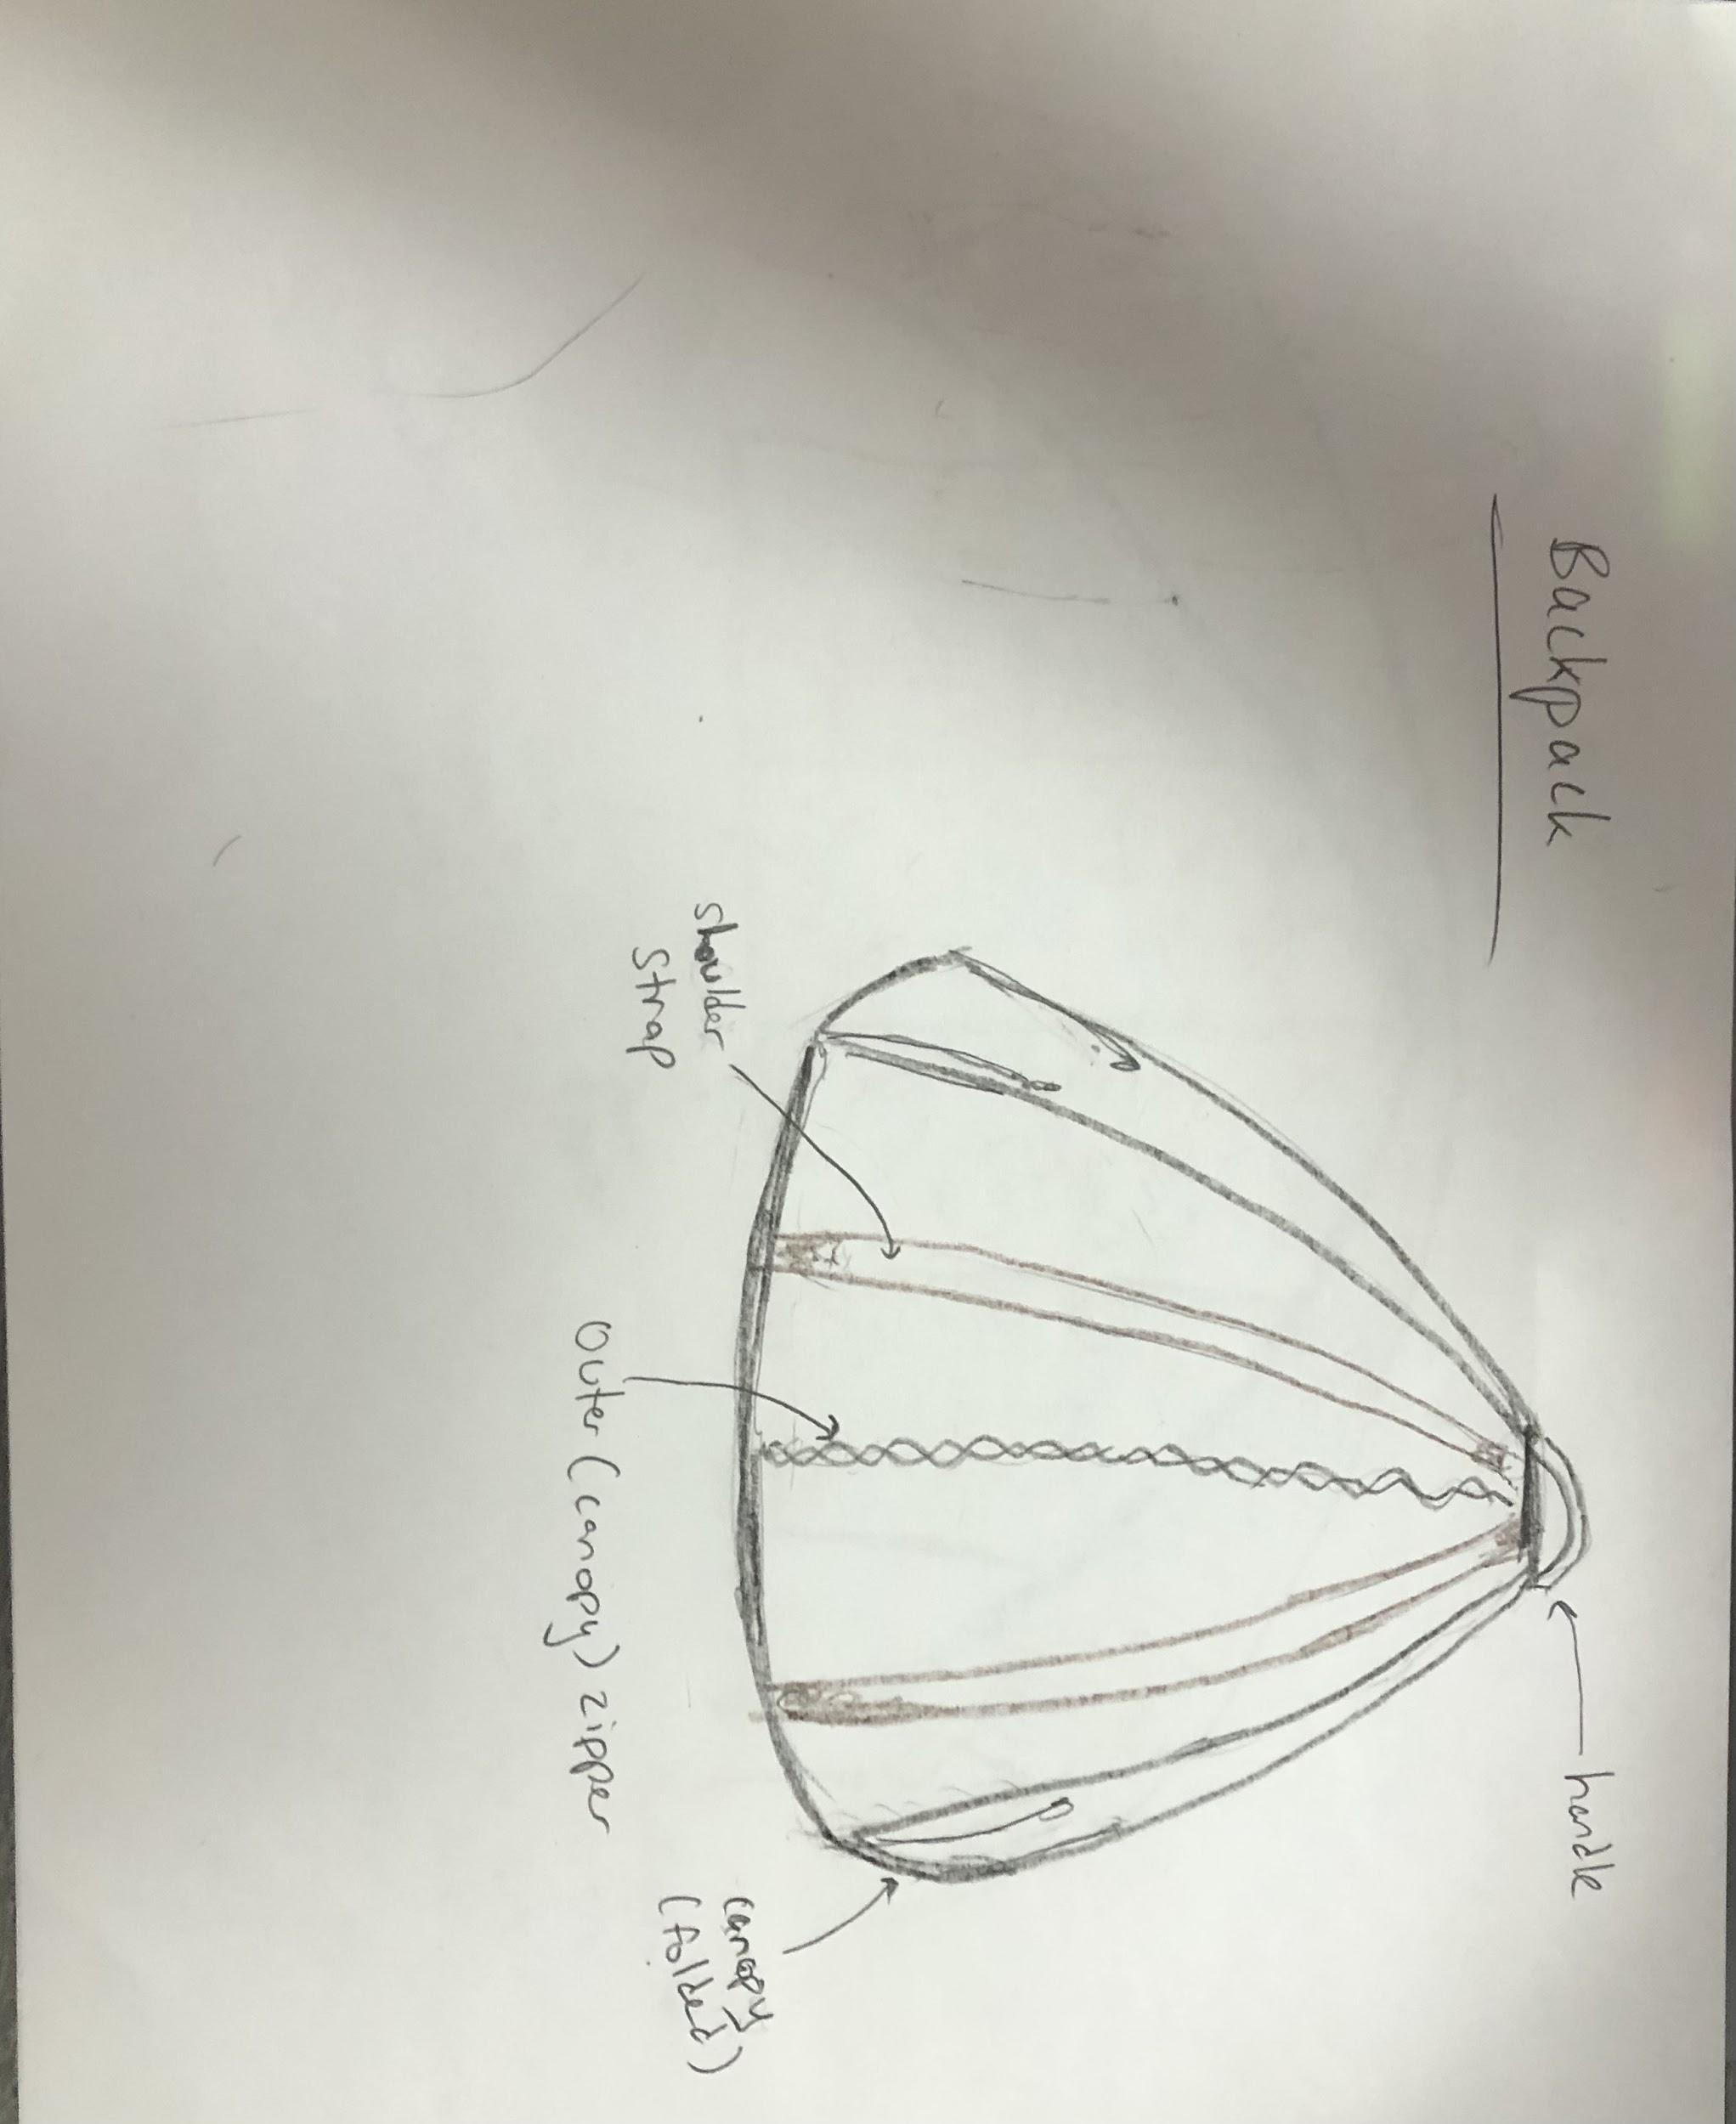 Backpack
handle
shoulder
strap
Outer (canopy) zipper
canopy
(folded)